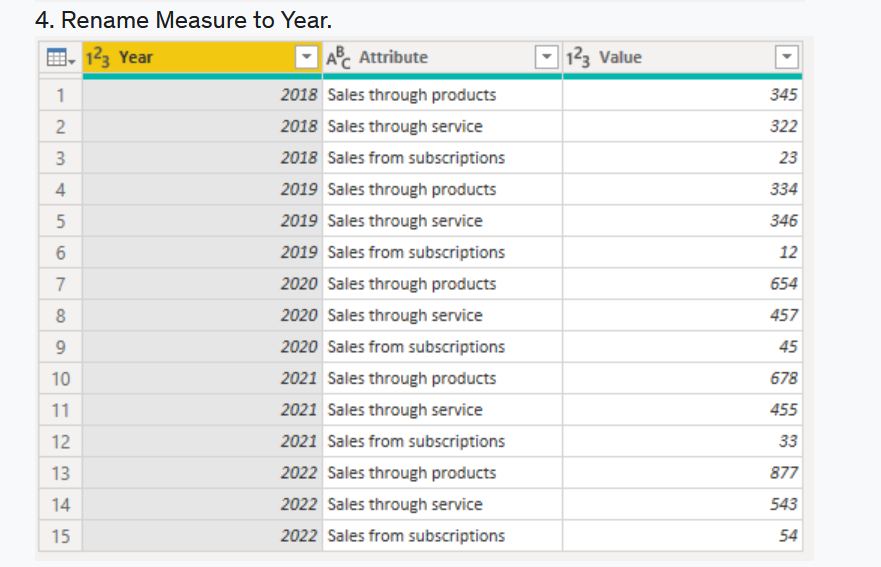 4. Rename Measure to Year.
123 Year ABC Attribute 123 Value
1 2018 Sales through products 345
2 2018 Sales through service 322
3 2018 Sales from subscriptions 23
4 2019 Sales through products 334
5 2019 Sales through service 346
6 2019 Sales from subscriptions 12
7 2020 Sales through products 654
8 2020 Sales through service 457
9 2020 Sales from subscriptions 45
10 2021 Sales through products 678
11 2021 Sales through service 455
12 2021 Sales from subscriptions 33
13 2022 Sales through products 877
14 2022 Sales through service 543
15 2022 Sales from subscriptions 54